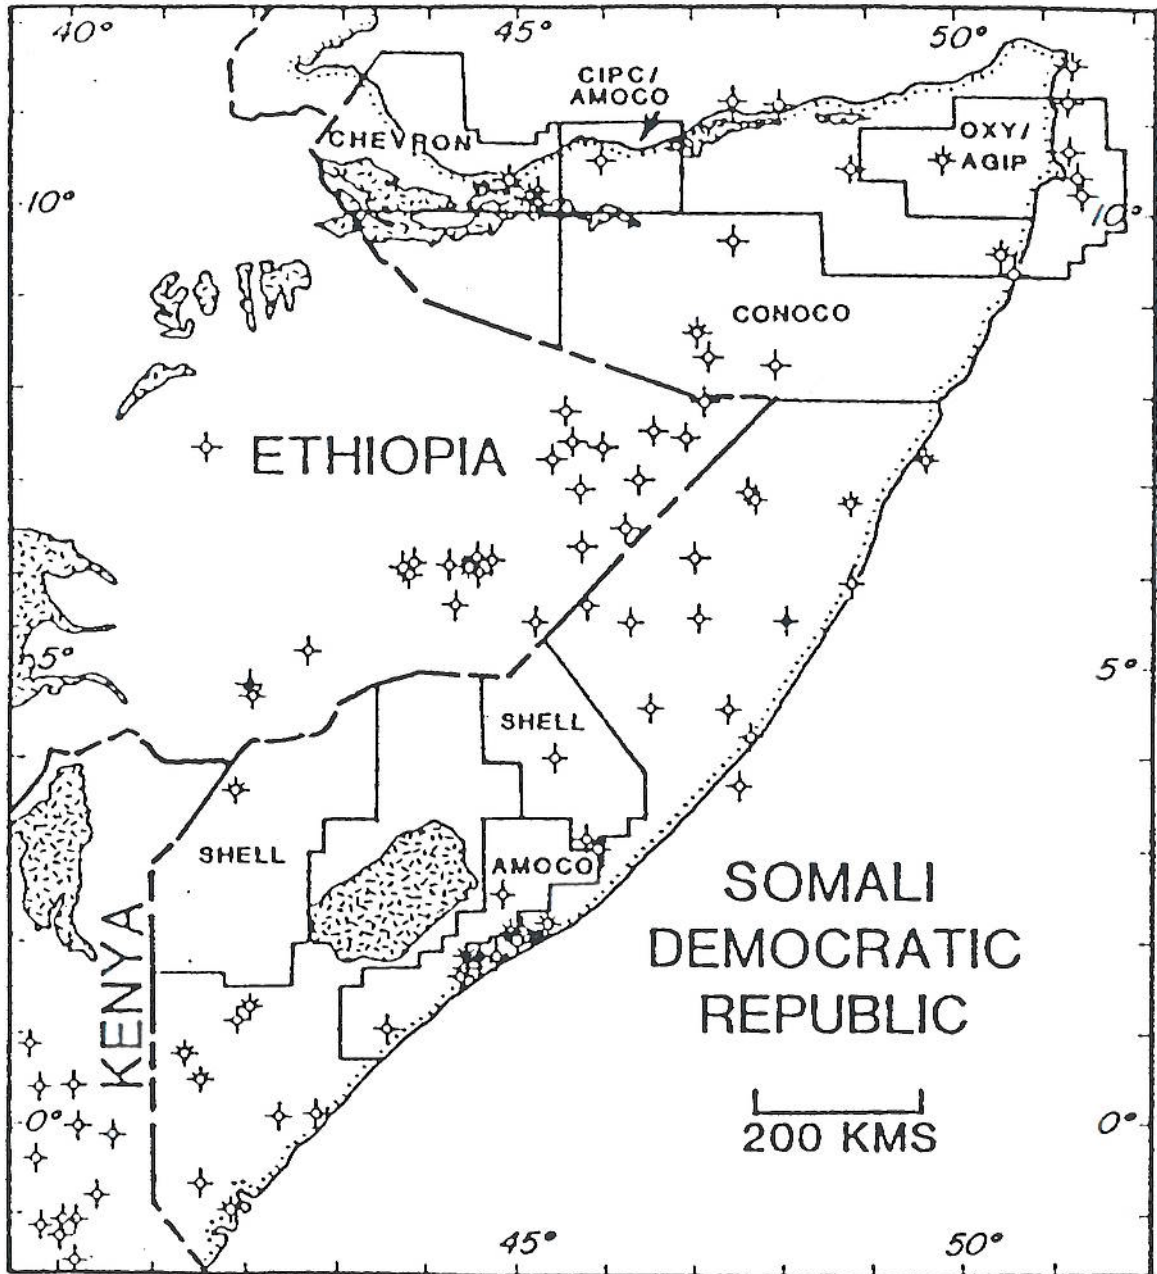 40°
45°
50°
CIPC/
AMOCO
CHEVRON
OXY/
AGIP
10°
10°
CONOCO
ETHIOPIA
5°
5°
SHELL
SHELL
AMOCO
SOMALI
DEMOCRATIC
REPUBLIC
KENYA
200 KMS
0°
0°
45°
50°